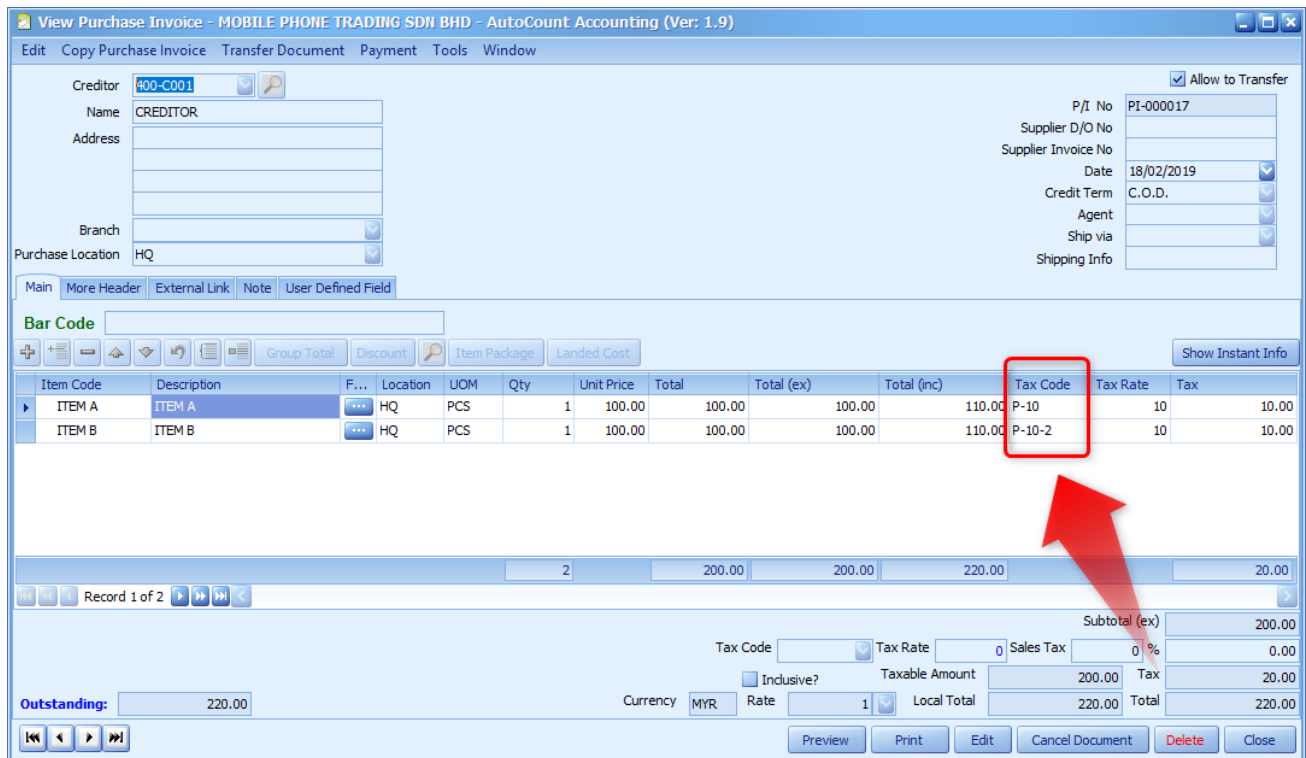 View Purchase Invoice - MOBILE PHONE TRADING SDN BHD - AutoCount Accounting (Ver: 1.9)
Edit Copy Purchase Invoice Transfer Document Payment Tools Window
Creditor 400-C001 Allow to Transfer
Name CREDITOR P/I No PI-000017
Address Supplier D/O No
Supplier Invoice No
Date 18/02/2019
Credit Term C.O.D.
Agent
Branch Ship via
Purchase Location HQ Shipping Info
Main More Header External Link Note User Defined Field
Bar Code
Group Total Discount Item Package Landed Cost Show Instant Info
Item Code Description F... Location UOM Qty Unit Price Total Total (ex) Total (inc) Tax Code Tax Rate Tax
ITEM A ITEM A ... HQ PCS 1 100.00 100.00 100.00 110.00 P-10 10 10.00
ITEM B ITEM B ... HQ PCS 1 100.00 100.00 100.00 110.00 P-10-2 10 10.00
2 200.00 200.00 220.00 20.00
Record 1 of 2
Subtotal (ex) 200.00
Tax Code Tax Rate 0 Sales Tax 0 % 0.00
Inclusive? Taxable Amount 200.00 Tax 20.00
Outstanding: 220.00 Currency MYR Rate 1 Local Total 220.00 Total 220.00
Preview Print Edit Cancel Document Delete Close